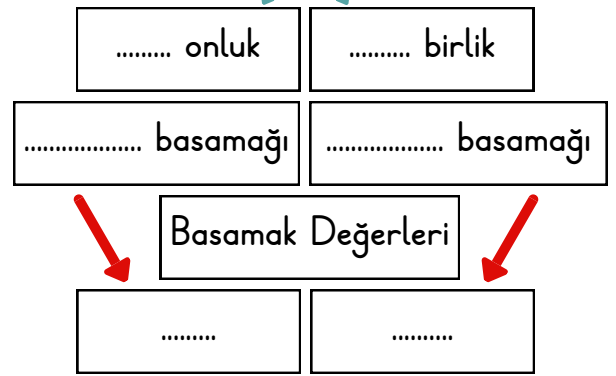 ......... onluk .......... birlik
................... basamağı ................... basamağı
Basamak Değerleri
......... ..........